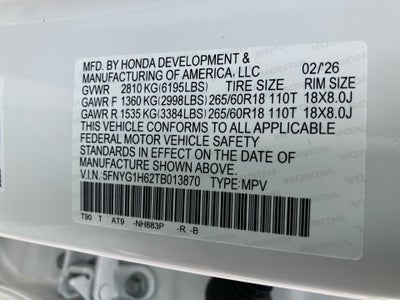 MFD. BY HONDA DEVELOPMENT & 02/'26
MANUFACTURING OF AMERICA, LLC
GVWR 2810 KG(6195LBS) TIRE SIZE RIM SIZE
GAWR F 1360 KG(2998LBS) 265/60R18 110T 18X8.0J
GAWR R 1535 KG(3384LBS) 265/60R18 110T 18X8.0J
THIS VEHICLE CONFORMS TO ALL APPLICABLE
FEDERAL MOTOR VEHICLE SAFETY
STANDARDS IN EFFECT ON THE DATE OF
MANUFACTURE SHOWN ABOVE.
V.I.N.:5FNYG1H62TB013870 TYPE:MPV
T90 T AT9 -NH883P -R -B